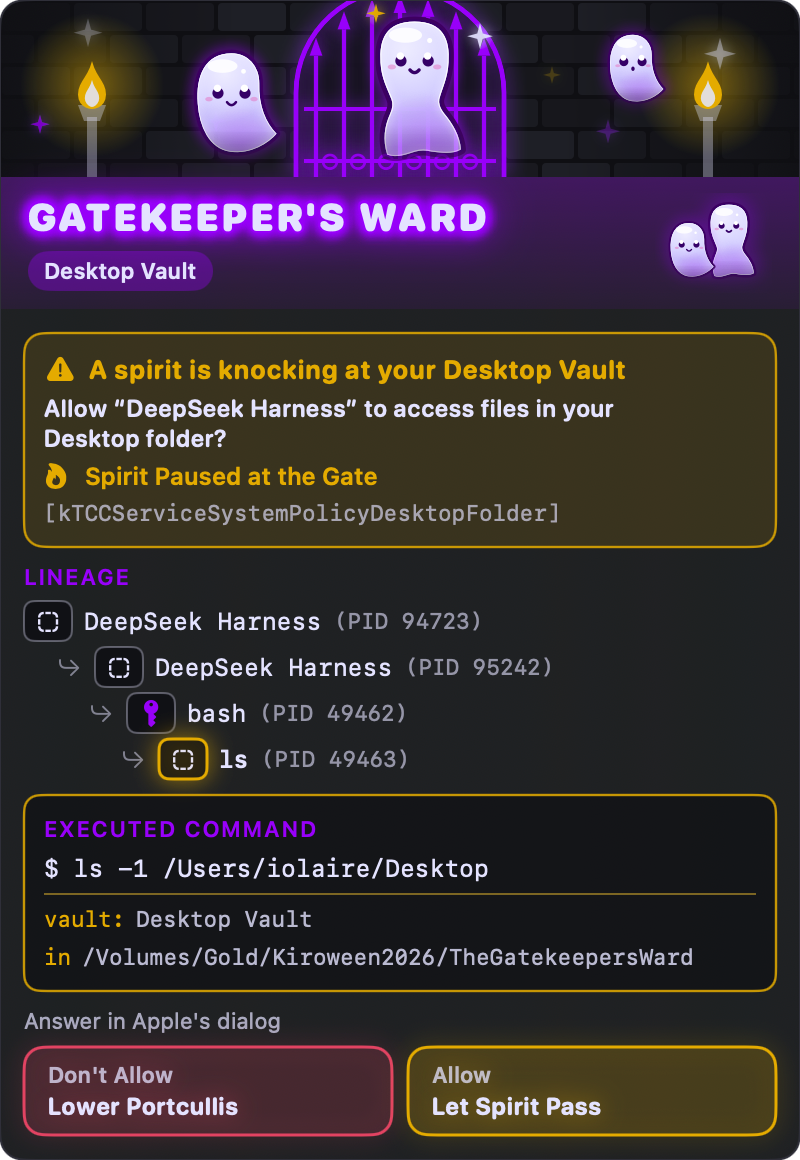 GATEKEEPER'S WARD
Desktop Vault
A spirit is knocking at your Desktop Vault
Allow “DeepSeek Harness” to access files in your
Desktop folder?
Spirit Paused at the Gate
[kTCCServiceSystemPolicyDesktopFolder]
LINEAGE
DeepSeek Harness (PID 94723)
DeepSeek Harness (PID 95242)
bash (PID 49462)
ls (PID 49463)
EXECUTED COMMAND
$ ls -1 /Users/iolaire/Desktop
vault: Desktop Vault
in /Volumes/Gold/Kiroween2026/TheGatekeepersWard
Answer in Apple's dialog
Don't Allow
Lower Portcullis
Allow
Let Spirit Pass